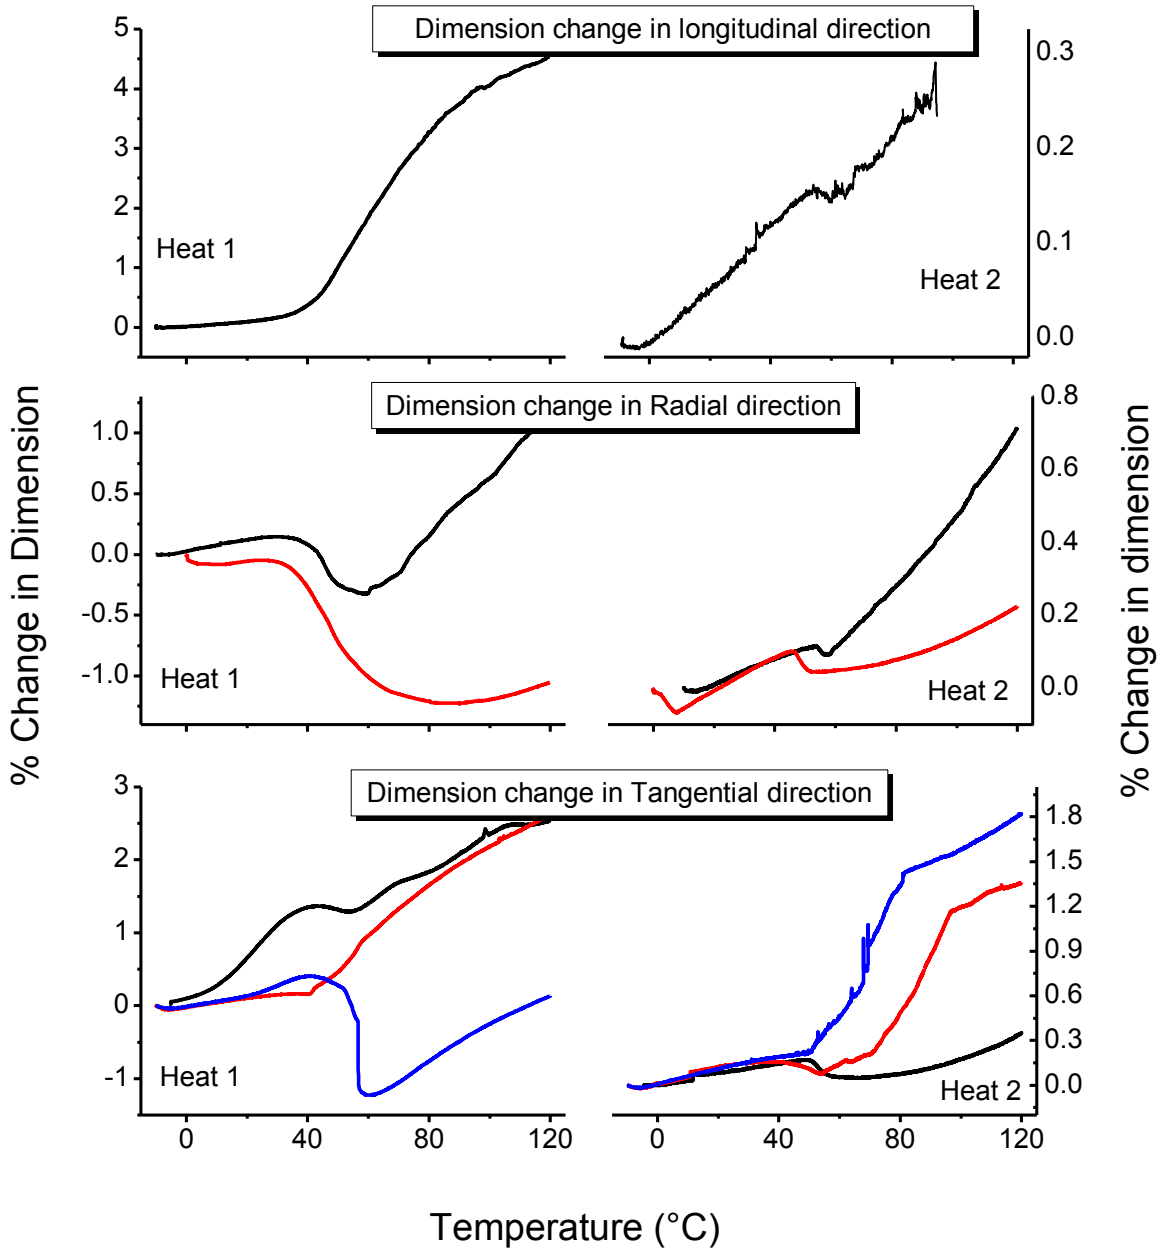 Dimension change in longitudinal direction
5
4
3
2
1
0
Heat 1
0.3
0.2
0.1
0.0
Heat 2
Dimension change in Radial direction
1.0
0.5
0.0
-0.5
-1.0
Heat 1
0.8
0.6
0.4
0.2
0.0
Heat 2
% Change in Dimension
% Change in dimension
Dimension change in Tangential direction
3
2
1
0
-1
Heat 1
1.8
1.5
1.2
0.9
0.6
0.3
0.0
Heat 2
0 40 80 120 0 40 80 120
Temperature (°C)